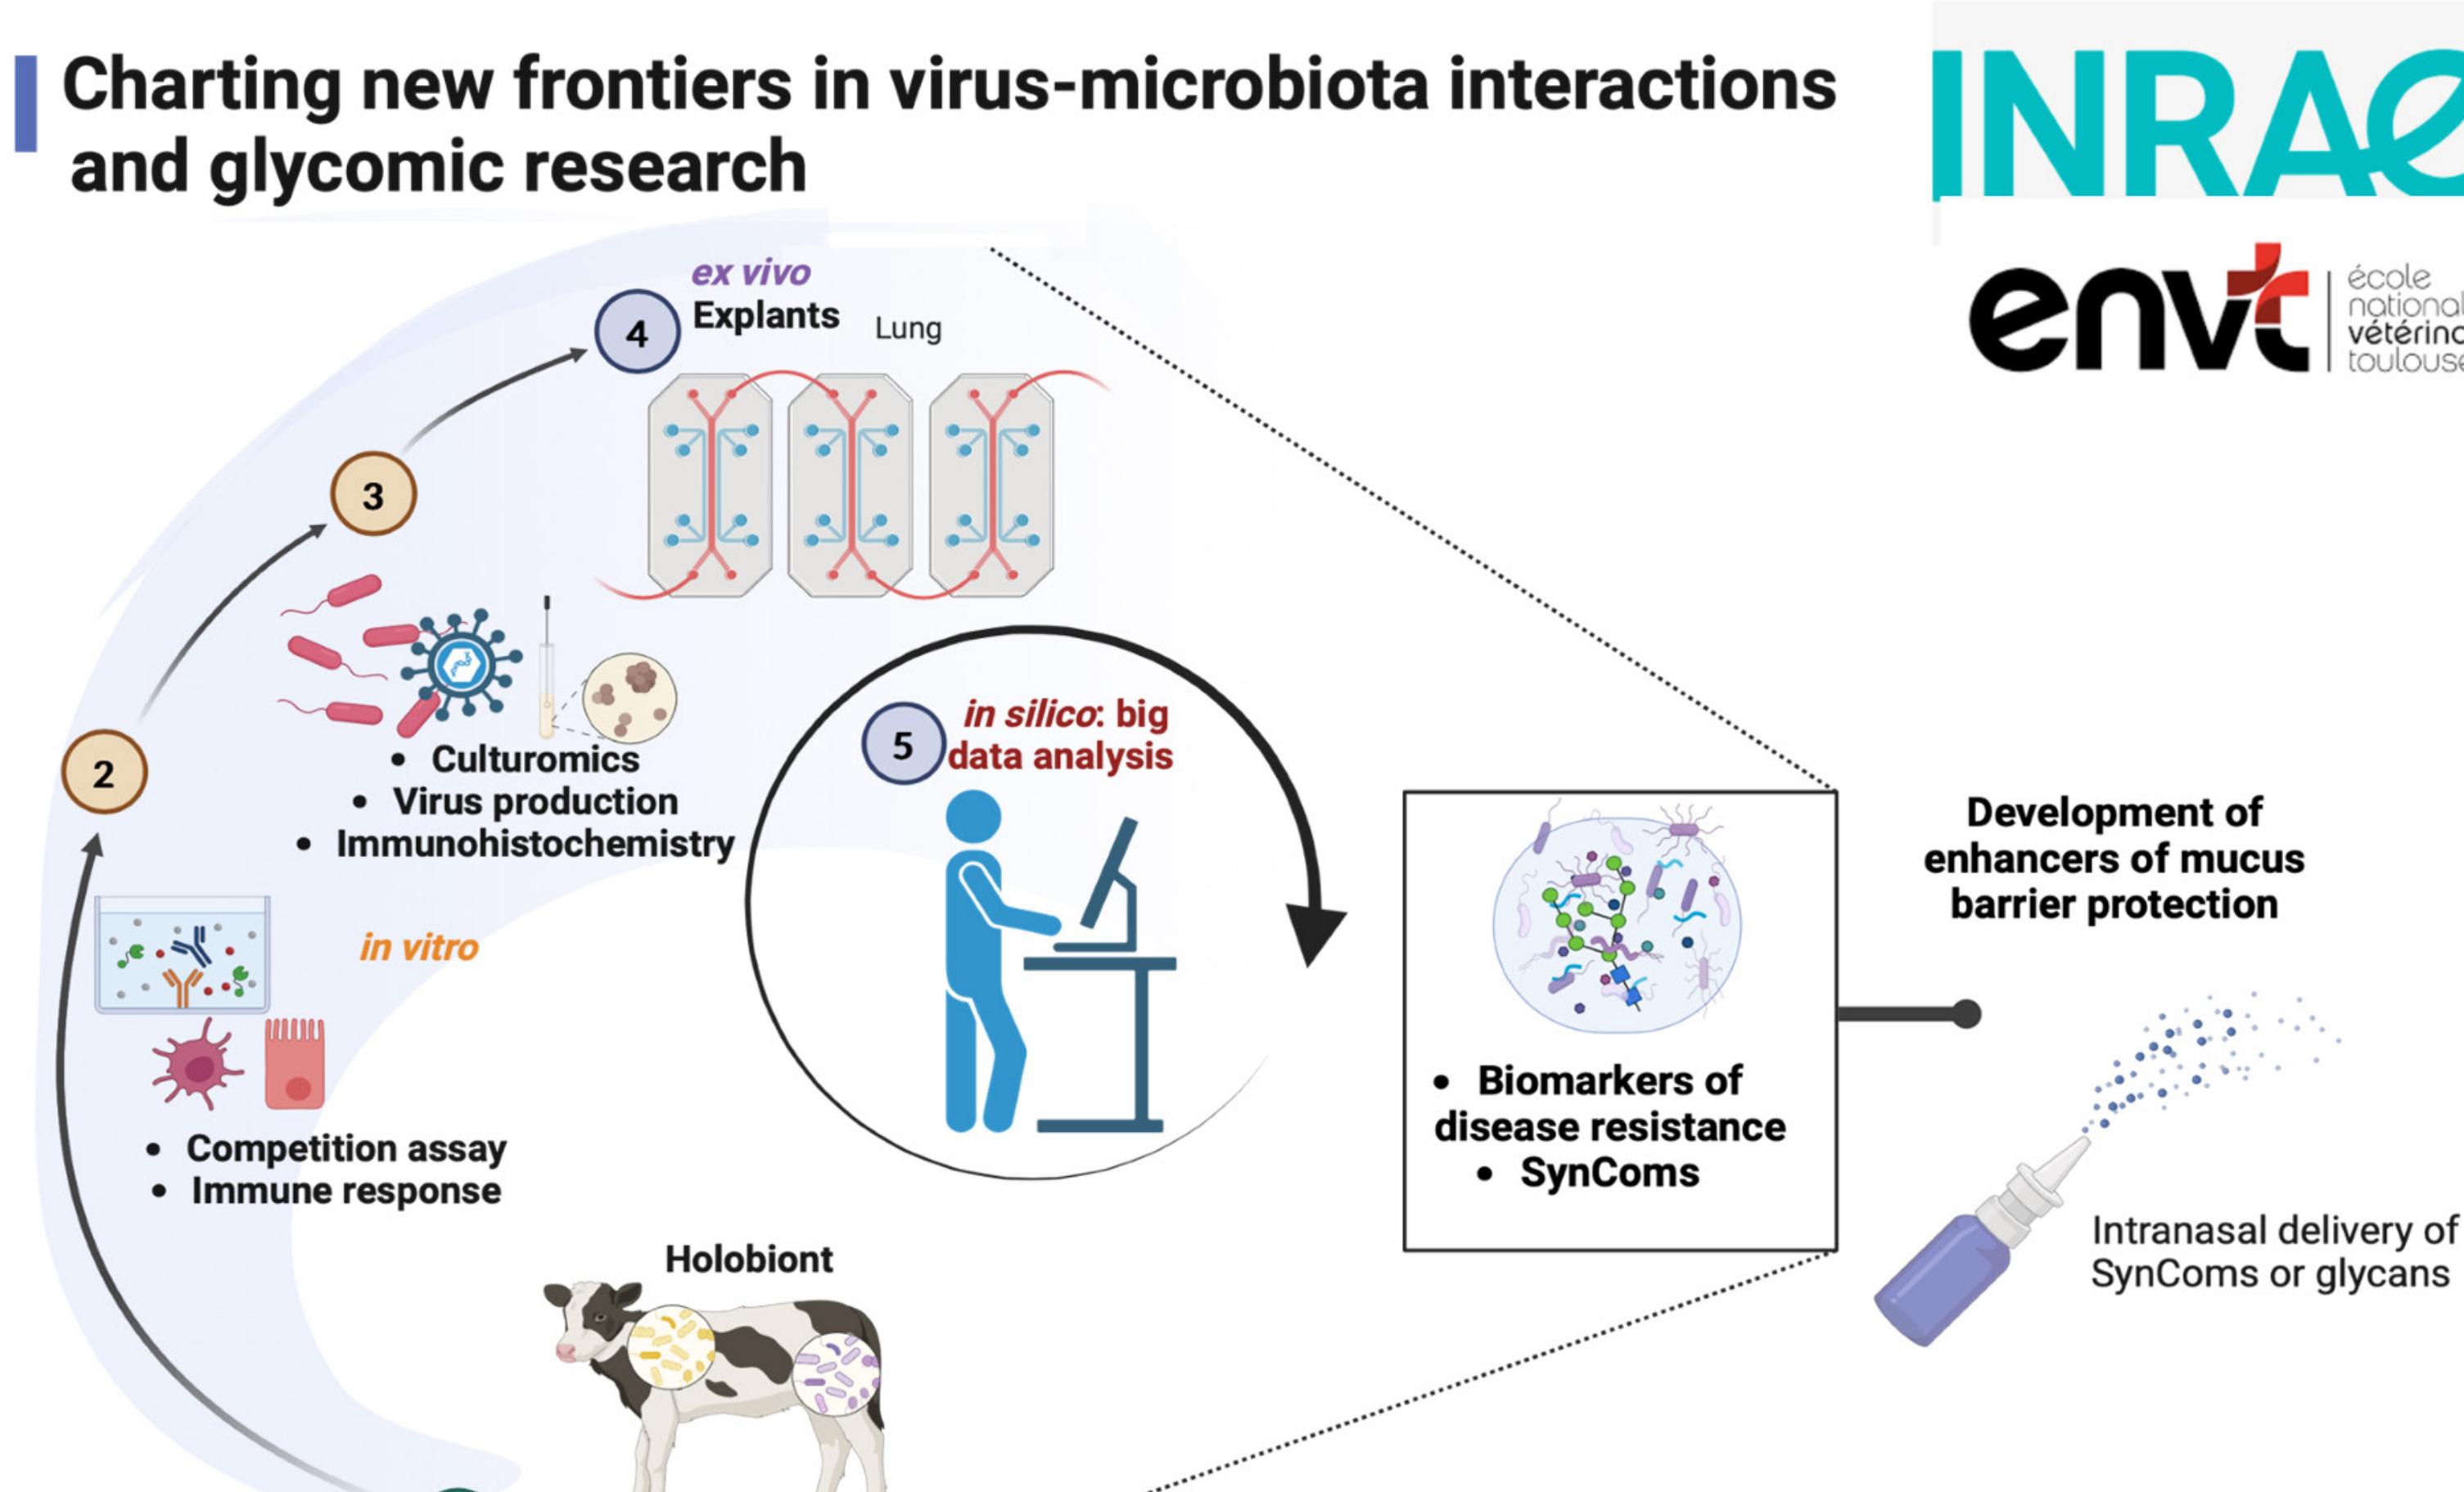 Charting new frontiers in virus-microbiota interactions
and glycomic research
INRAE
envt
école
national
vétérina
toulouse
ex vivo
4
Explants
Lung
3
5
in silico: big
data analysis
2
• Culturomics
• Virus production
• Immunohistochemistry
in vitro
• Competition assay
• Immune response
Holobiont
• Biomarkers of
disease resistance
• SynComs
Development of
enhancers of mucus
barrier protection
Intranasal delivery of
SynComs or glycans